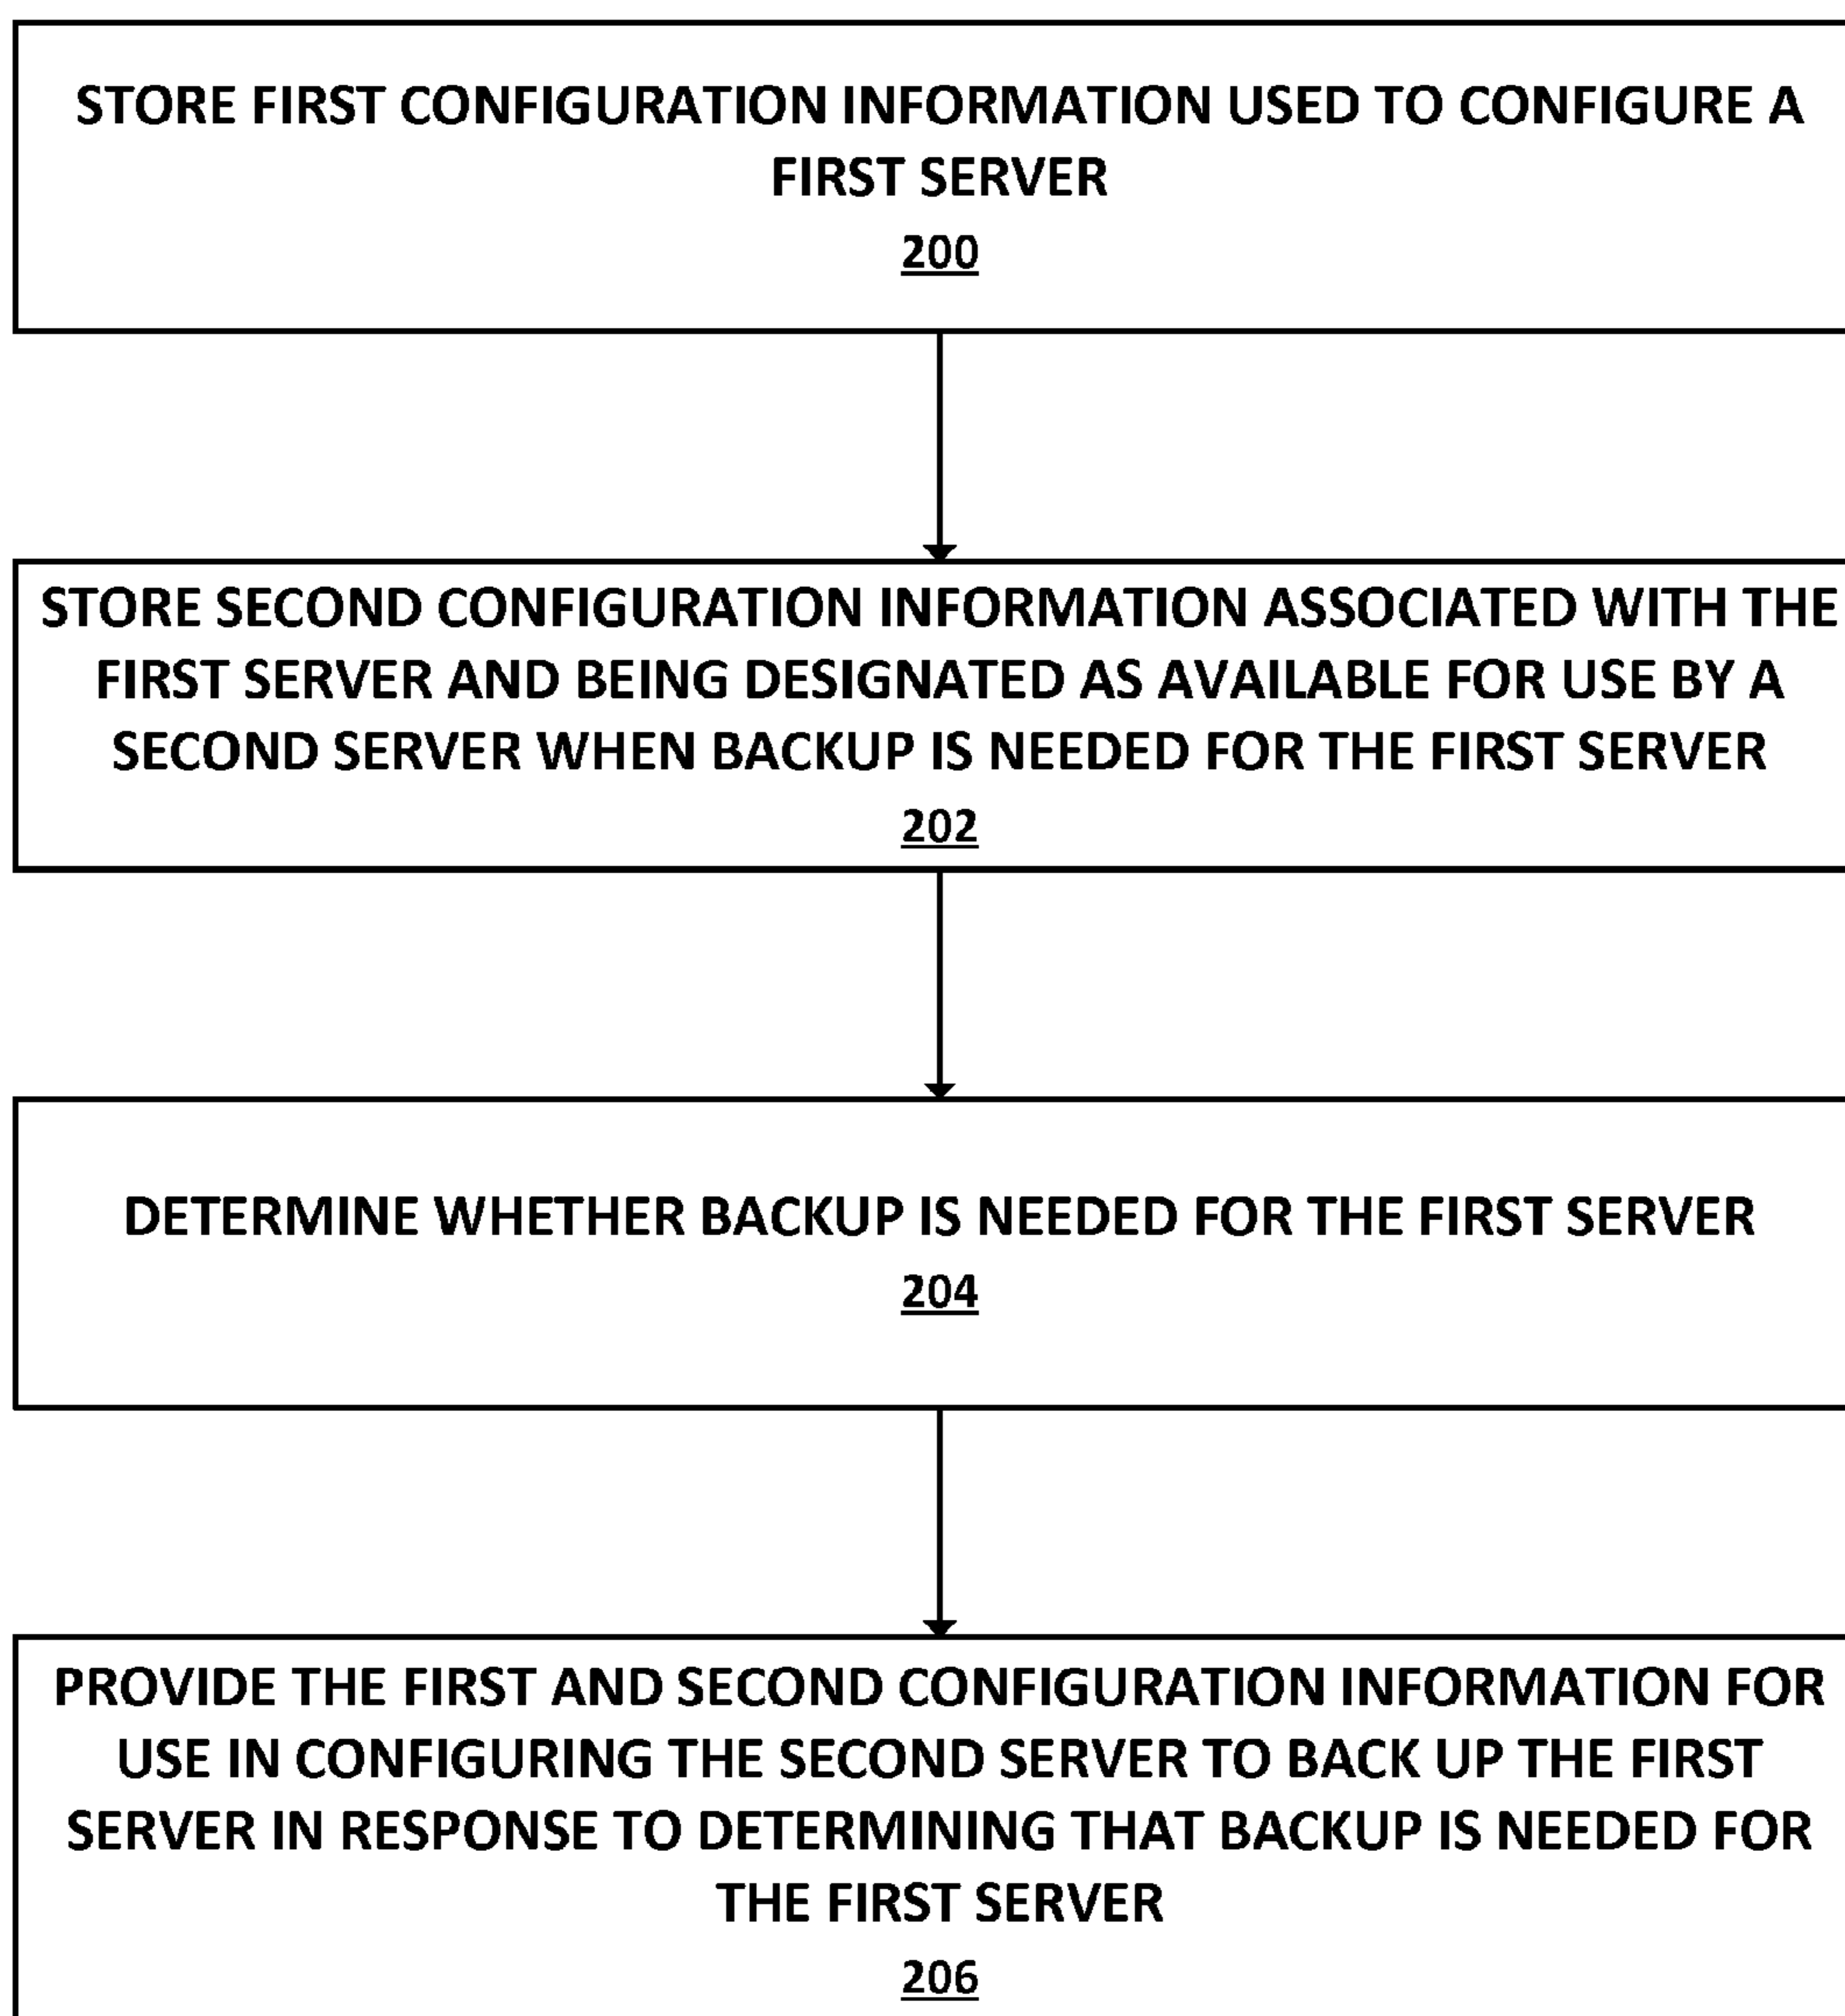 STORE FIRST CONFIGURATION INFORMATION USED TO CONFIGURE A
FIRST SERVER
200
STORE SECOND CONFIGURATION INFORMATION ASSOCIATED WITH THE
FIRST SERVER AND BEING DESIGNATED AS AVAILABLE FOR USE BY A
SECOND SERVER WHEN BACKUP IS NEEDED FOR THE FIRST SERVER
202
DETERMINE WHETHER BACKUP IS NEEDED FOR THE FIRST SERVER
204
PROVIDE THE FIRST AND SECOND CONFIGURATION INFORMATION FOR
USE IN CONFIGURING THE SECOND SERVER TO BACK UP THE FIRST
SERVER IN RESPONSE TO DETERMINING THAT BACKUP IS NEEDED FOR
THE FIRST SERVER
206